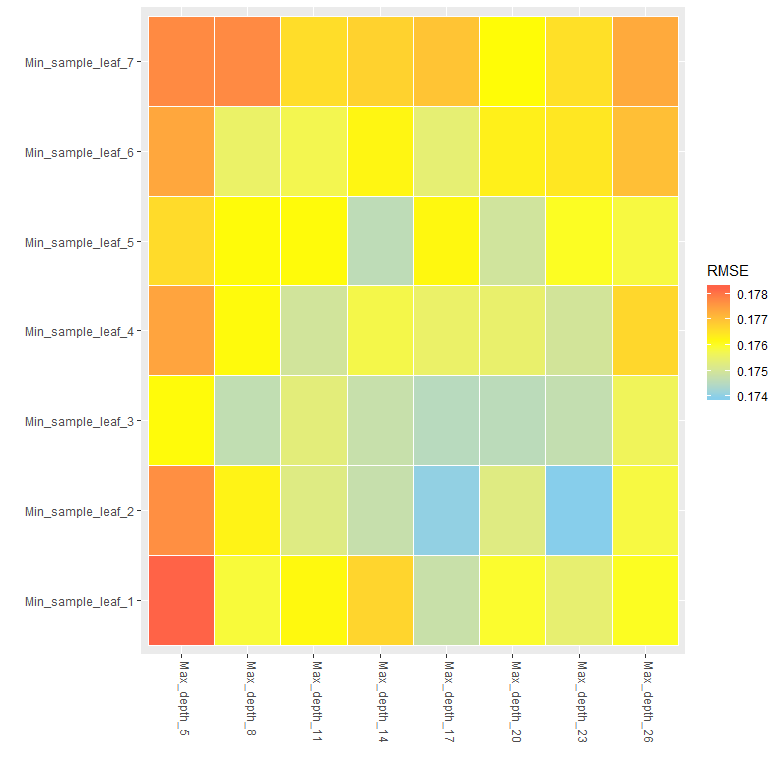 Min_sample_leaf_7
Min_sample_leaf_6
Min_sample_leaf_5
Min_sample_leaf_4
Min_sample_leaf_3
Min_sample_leaf_2
Min_sample_leaf_1
Max_depth_5
Max_depth_8
Max_depth_11
Max_depth_14
Max_depth_17
Max_depth_20
Max_depth_23
Max_depth_26
RMSE
0.178
0.177
0.176
0.175
0.174